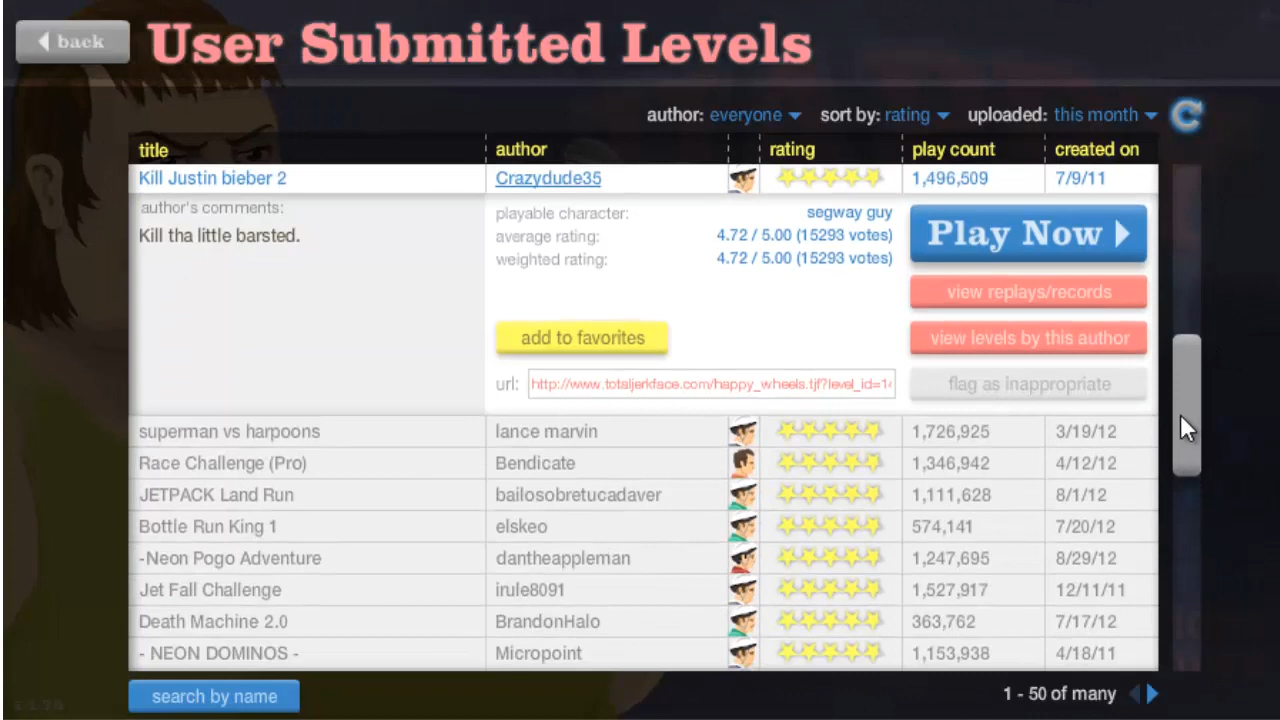 back
User Submitted Levels
author: everyone sort by: rating uploaded: this month
title author rating play count created on
Kill Justin bieber 2 Crazydude35 1,496,509 7/9/11
author's comments:
Kill tha little barsted.
playable character: segway guy
average rating: 4.72 / 5.00 (15293 votes)
weighted rating: 4.72 / 5.00 (15293 votes)
Play Now
view replays/records
add to favorites
view levels by this author
url: http://www.totaljerkface.com/happy_wheels.tjf?level_id=1
flag as inappropriate
superman vs harpoons lance marvin 1,726,925 3/19/12
Race Challenge (Pro) Bendicate 1,346,942 4/12/12
JETPACK Land Run bailosobretucadaver 1,111,628 8/1/12
Bottle Run King 1 elskeo 574,141 7/20/12
-Neon Pogo Adventure dantheappleman 1,247,695 8/29/12
Jet Fall Challenge irule8091 1,527,917 12/11/11
Death Machine 2.0 BrandonHalo 363,762 7/17/12
- NEON DOMINOS - Micropoint 1,153,938 4/18/11
search by name
1 - 50 of many